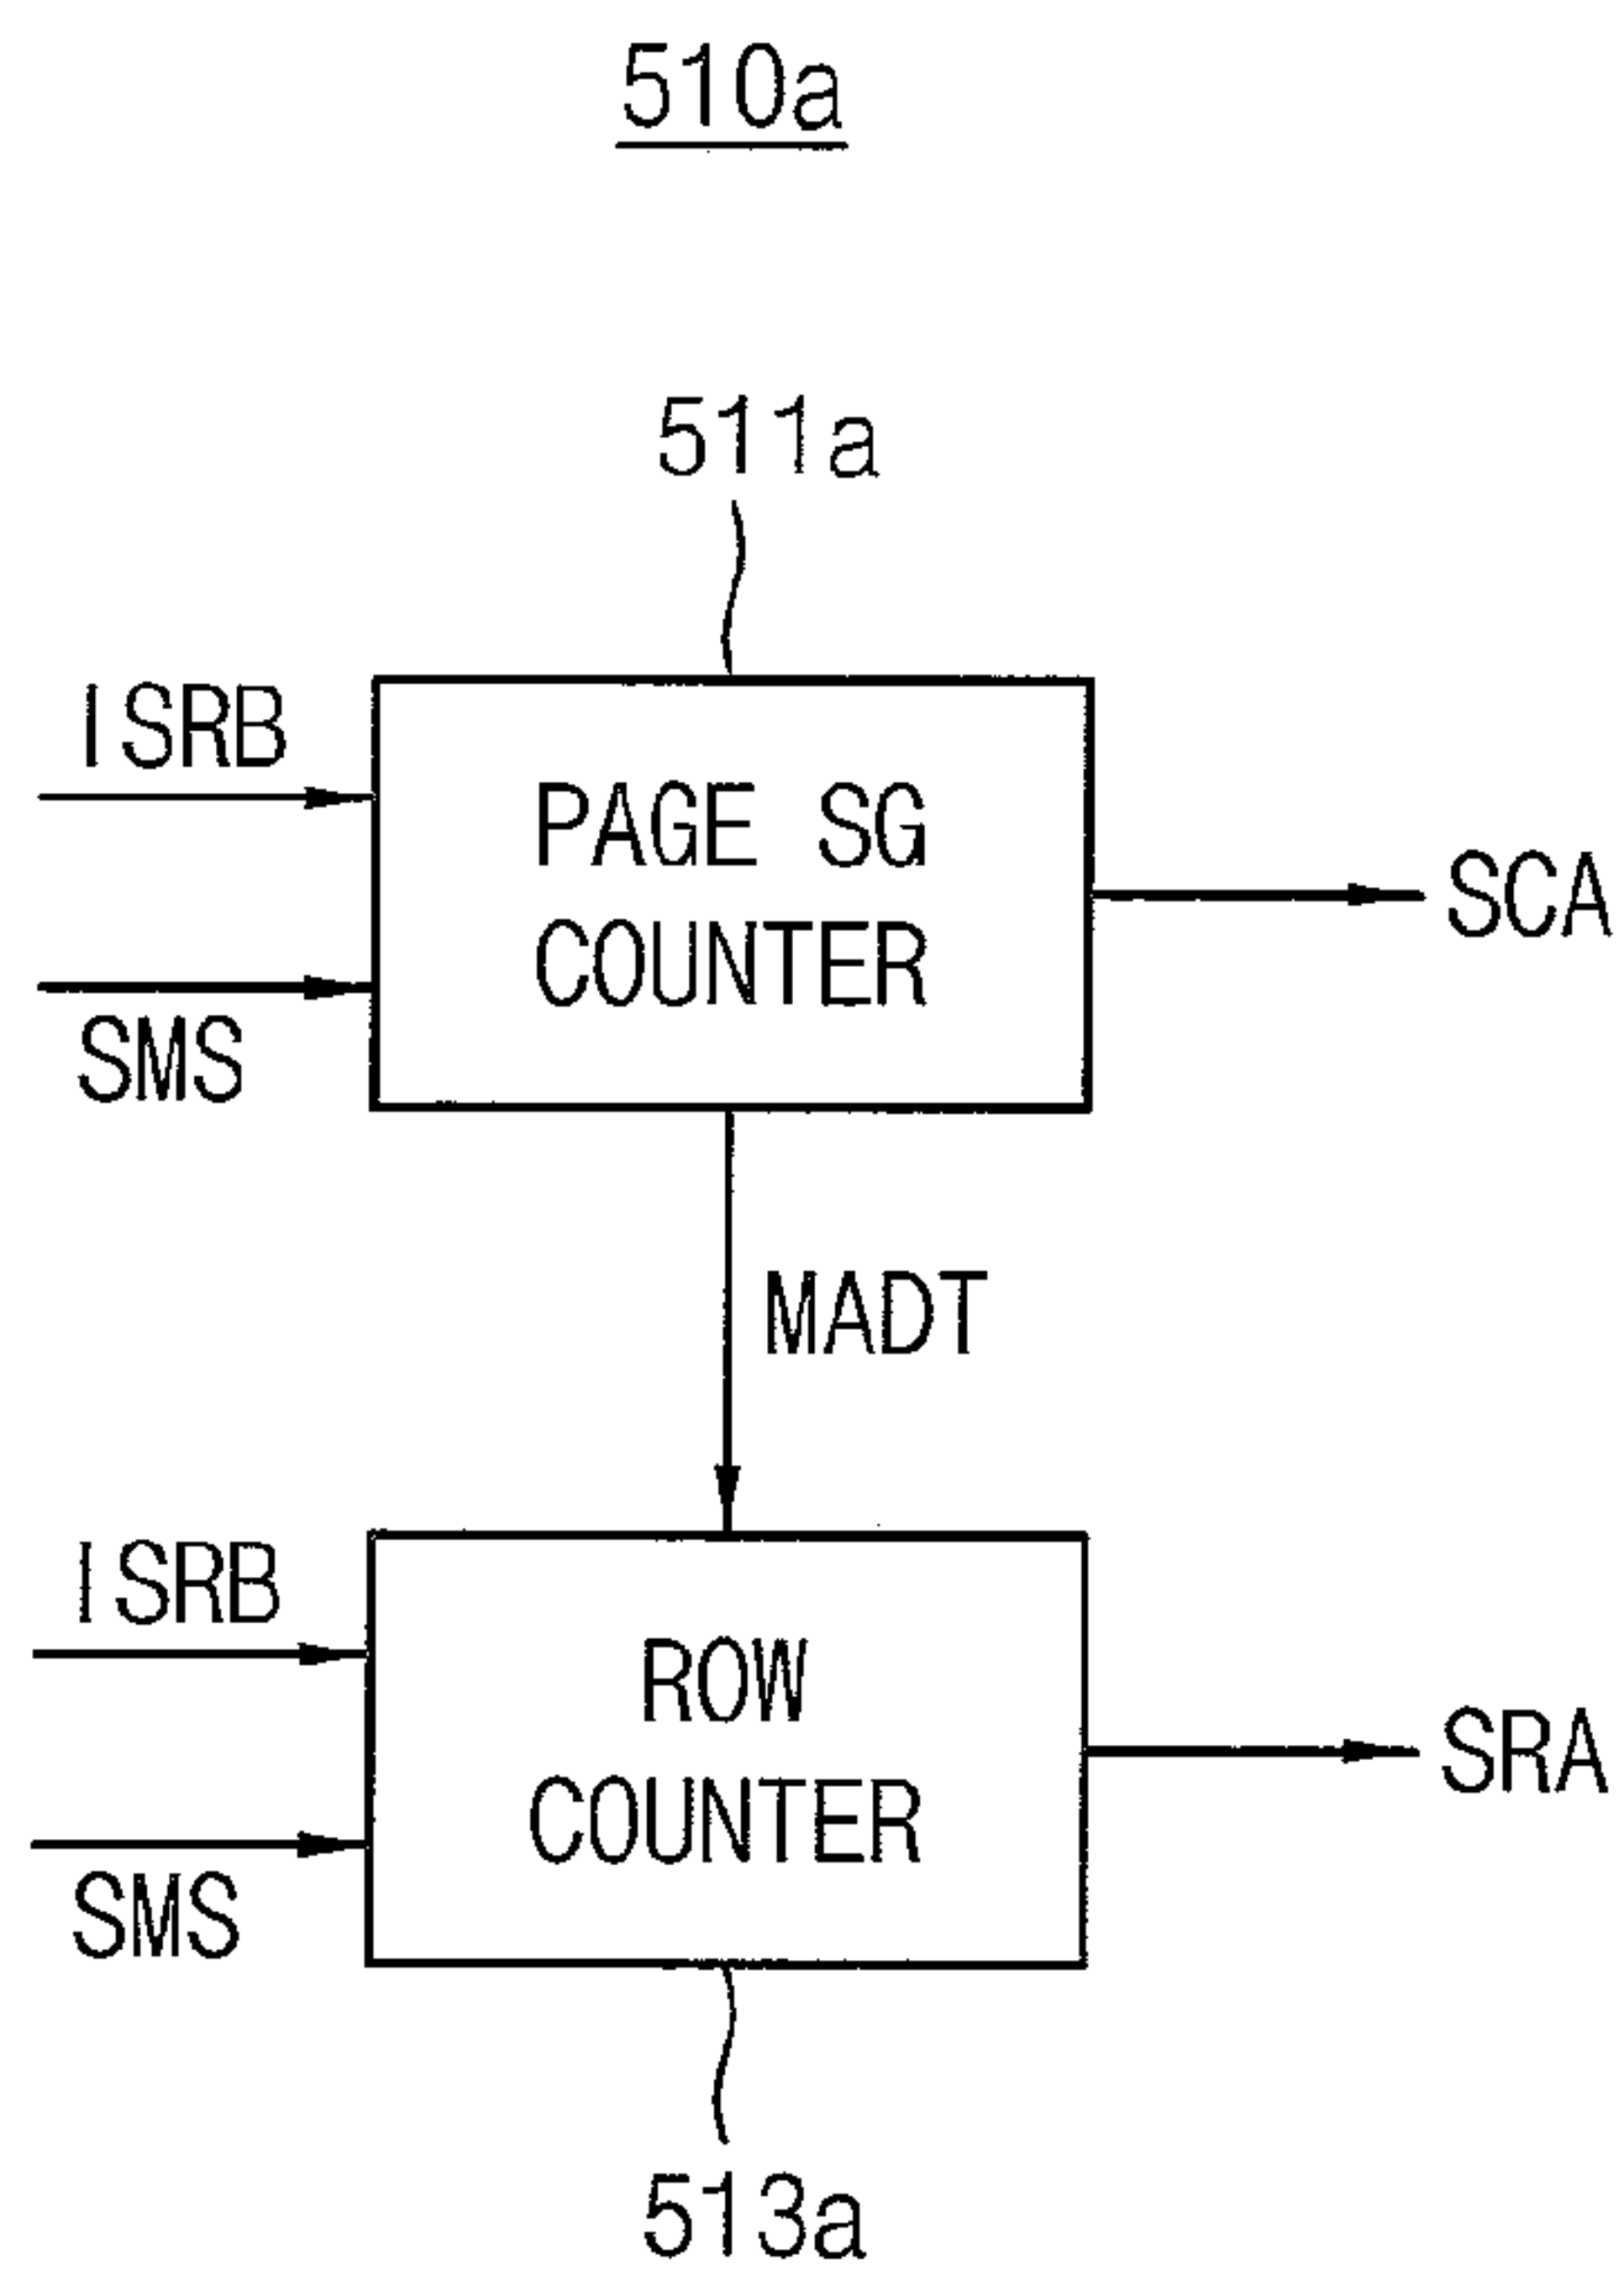 510a
511a
ISRB
PAGE SG
COUNTER
SCA
SMS
MADT
ISRB
ROW
COUNTER
SRA
SMS
513a